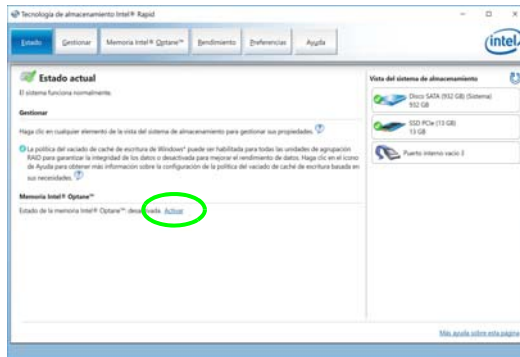 Tecnología de almacenamiento Intel® Rapid
Estado
Gestionar
Memoria Intel® Optane™
Rendimiento
Preferencias
Ayuda
intel
Estado actual
El sistema funciona normalmente.
Gestionar
Haga clic en cualquier elemento de la vista del sistema de almacenamiento para gestionar sus propiedades.
La política del vaciado de caché de escritura de Windows* puede ser habilitada para todas las unidades de agrupación
RAID para garantizar la integridad de los datos o desactivada para mejorar el rendimiento de datos. Haga clic en el icono
de Ayuda para obtener más información sobre la configuración de la política del vaciado de caché de escritura basada en
sus necesidades.
Memoria Intel® Optane™
Estado de la memoria Intel® Optane™: desactivada. Activar
Vista del sistema de almacenamiento
Disco SATA (932 GB) (Sistema)
932 GB
SSD PCIe (13 GB)
13 GB
Puerto interno vacío
Más ayuda sobre esta página